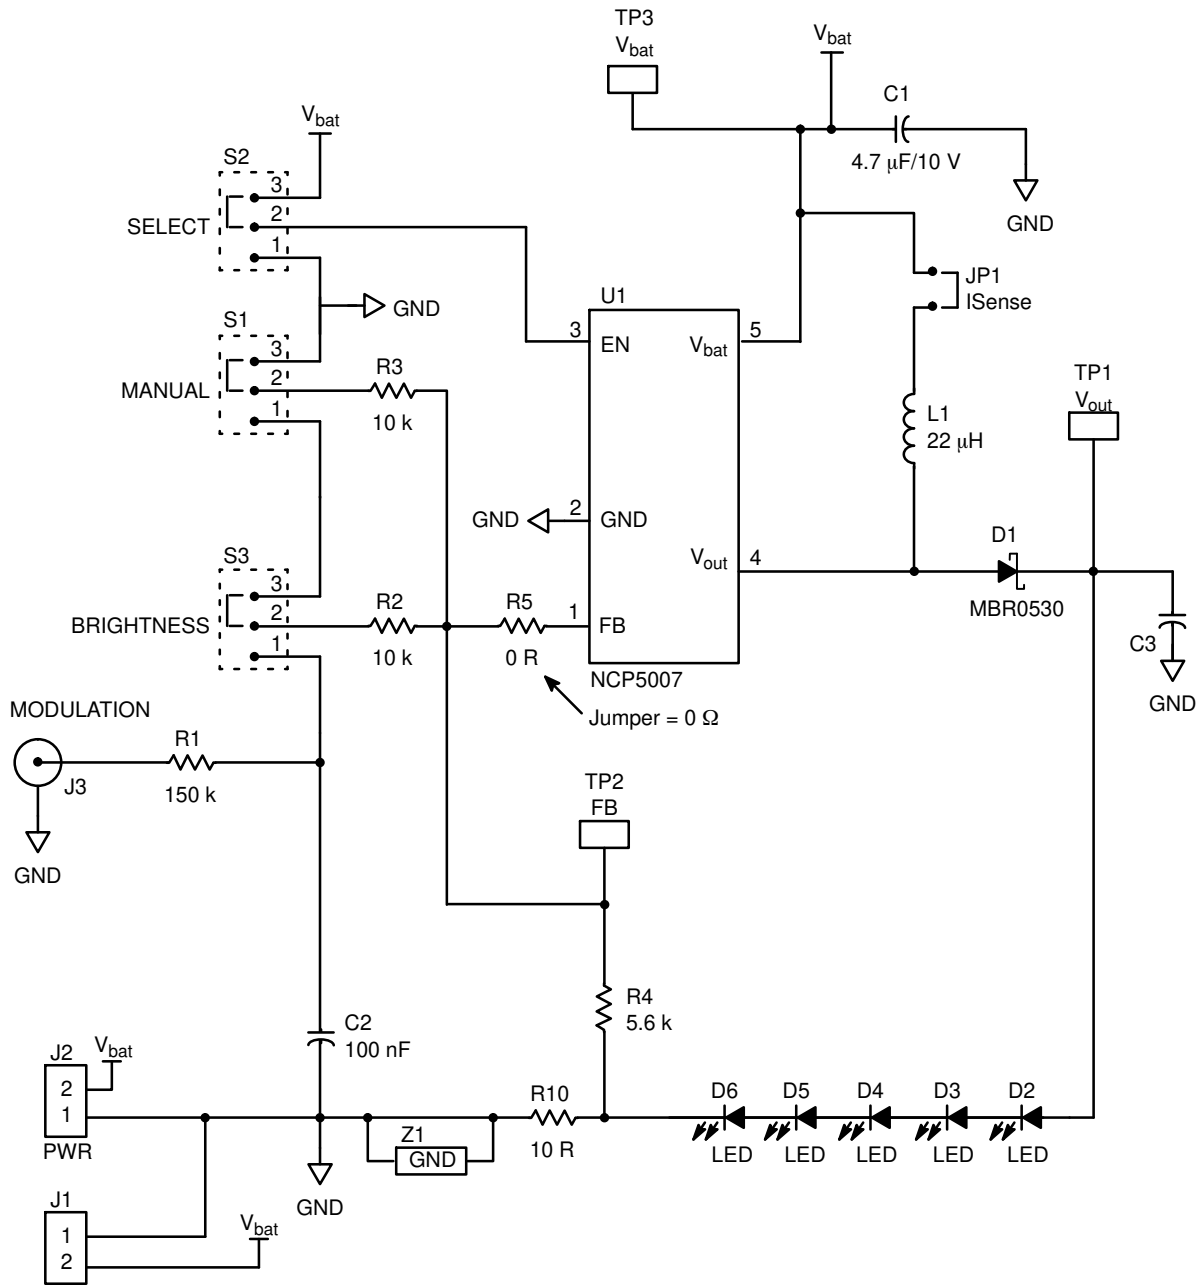 TP3
Vbat
Vbat
C1
4.7 μF/10 V
GND
Vbat
S2
3
2
1
SELECT
GND
S1
3
2
1
MANUAL
R3
10 k
U1
3
EN
Vbat
5
JP1
ISense
L1
22 μH
TP1
Vout
GND
2
GND
Vout
4
D1
MBR0530
C3
GND
S3
3
2
1
BRIGHTNESS
R2
10 k
R5
0 R
1
FB
NCP5007
Jumper = 0 Ω
MODULATION
J3
GND
R1
150 k
TP2
FB
R4
5.6 k
C2
100 nF
J2
Vbat
2
1
PWR
R10
10 R
Z1
GND
GND
D6
D5
D4
D3
D2
LED
LED
LED
LED
LED
J1
1
2
Vbat